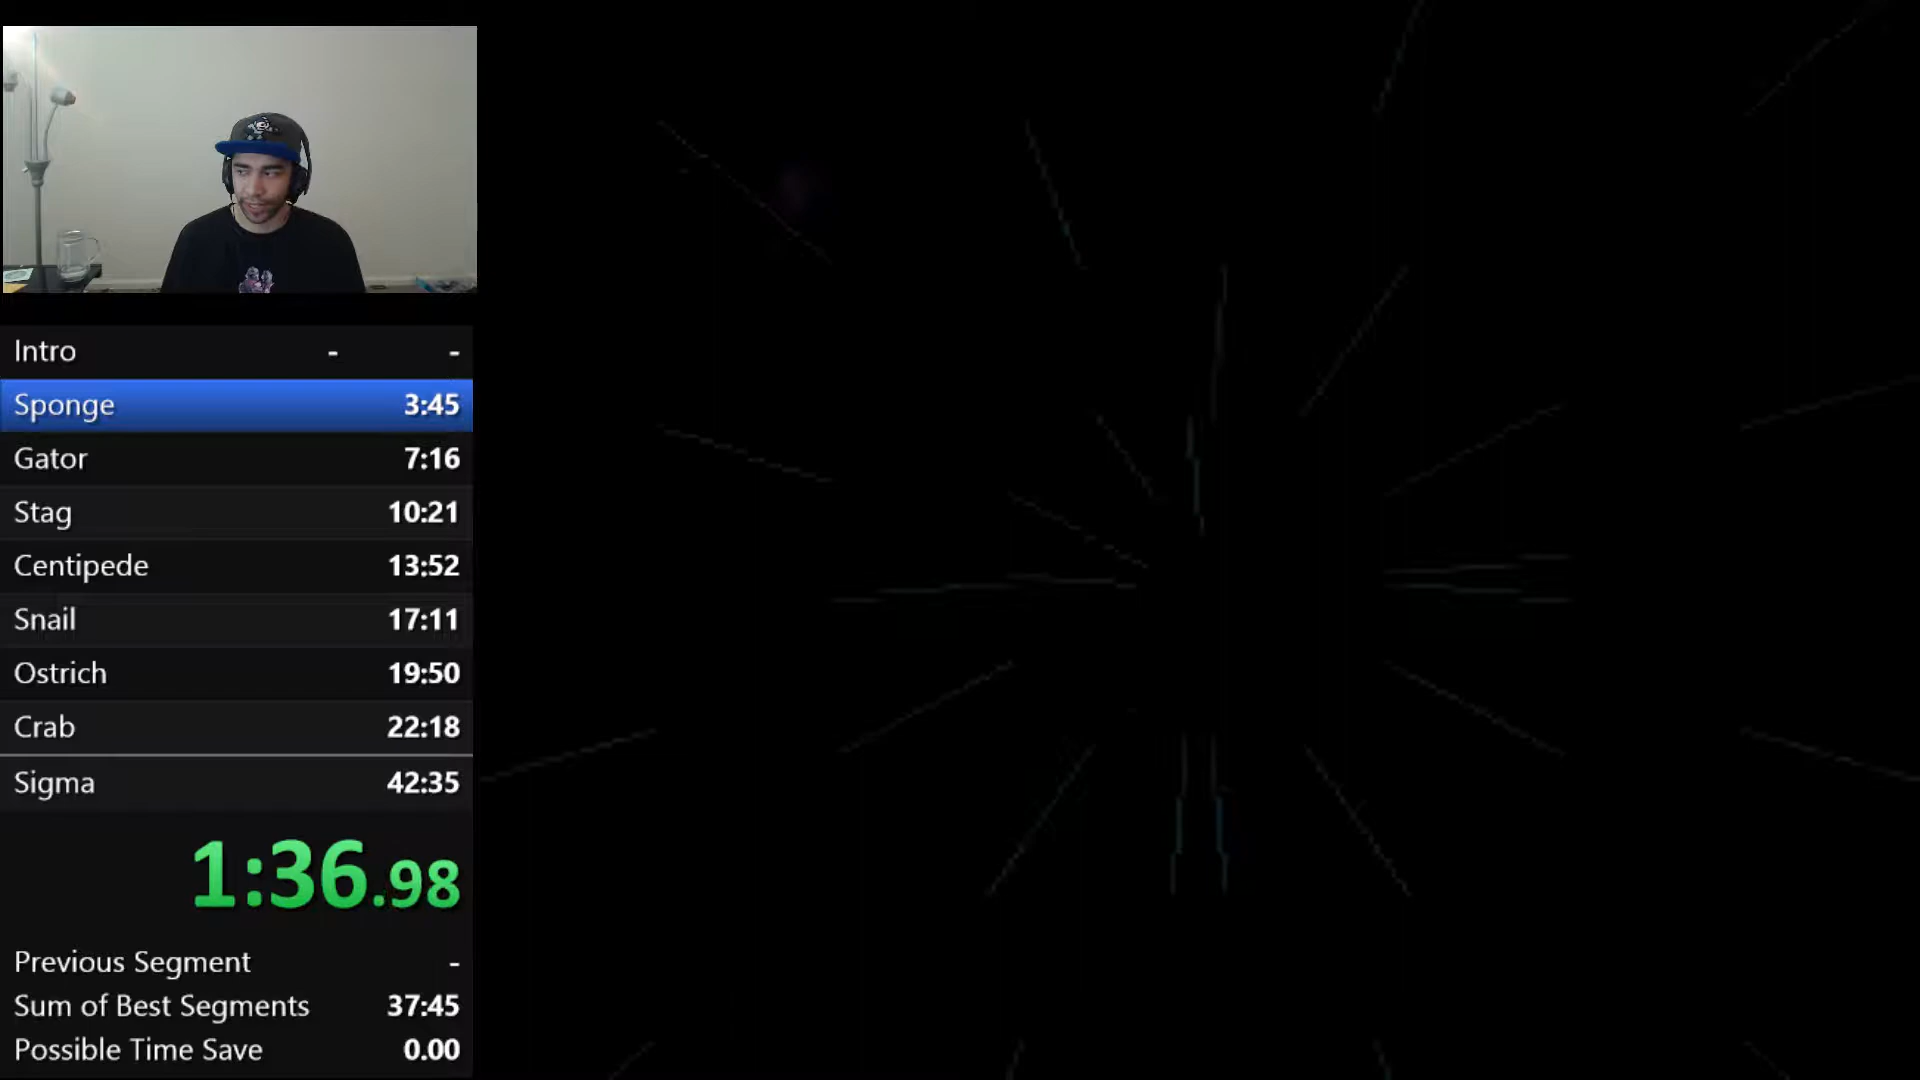 Intro - -
Sponge 3:45
Gator 7:16
Stag 10:21
Centipede 13:52
Snail 17:11
Ostrich 19:50
Crab 22:18
Sigma 42:35
1:36.98
Previous Segment -
Sum of Best Segments 37:45
Possible Time Save 0.00